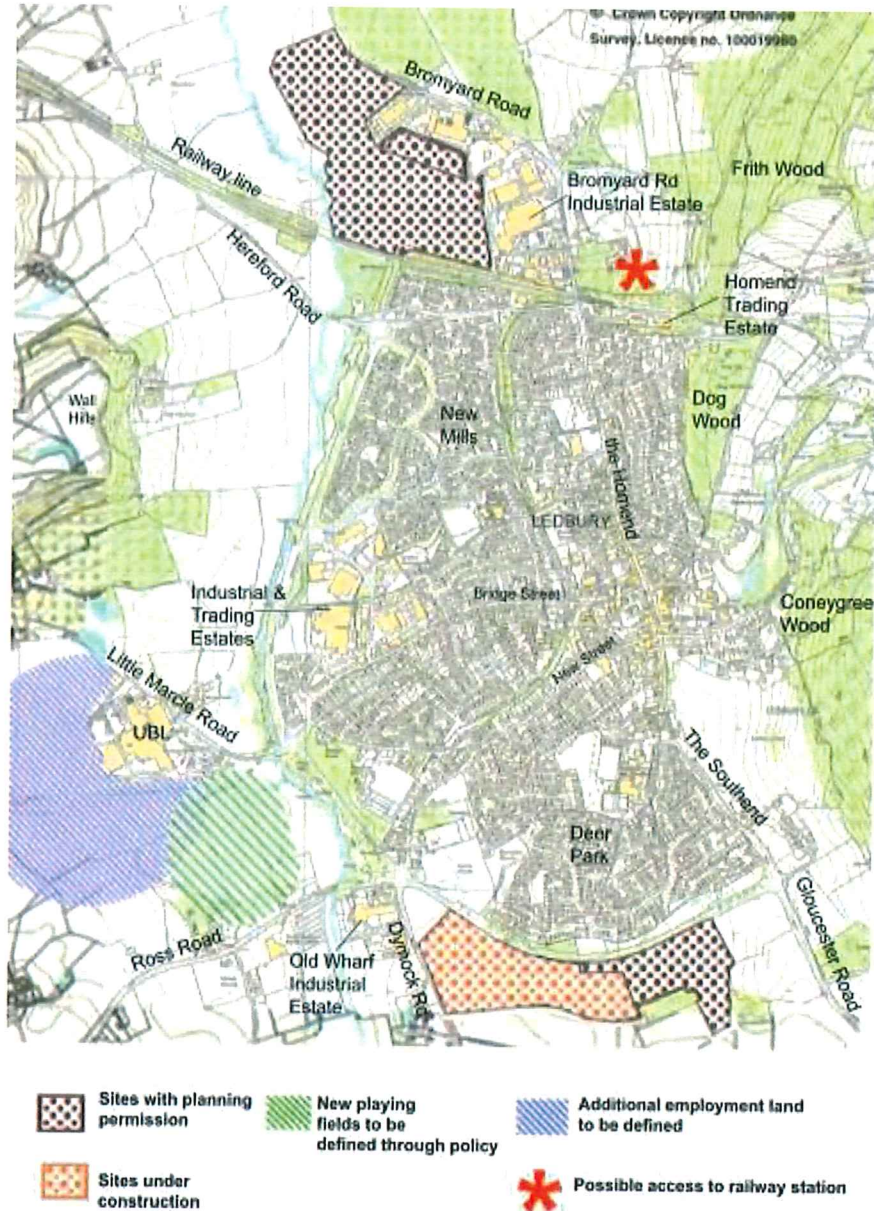 © Crown Copyright Ordnance
Survey. Licence no. 100019980
Bromyard Road
Railway line
Frith Wood
Bromyard Rd
Industrial Estate
Hereford Road
Homend
Trading
Estate
Wall
Hills
Dog
Wood
New
Mills
the Homend
LEDBURY
Industrial &
Trading
Estates
Bridge Street
Coneygree
Wood
New Street
Little Marcle Road
UBL
The Southend
Deer
Park
Gloucester Road
Ross Road
Old Wharf
Industrial
Estate
Dymock Rd
Sites with planning
permission
New playing
fields to be
defined through policy
Additional employment land
to be defined
Sites under
construction
Possible access to railway station